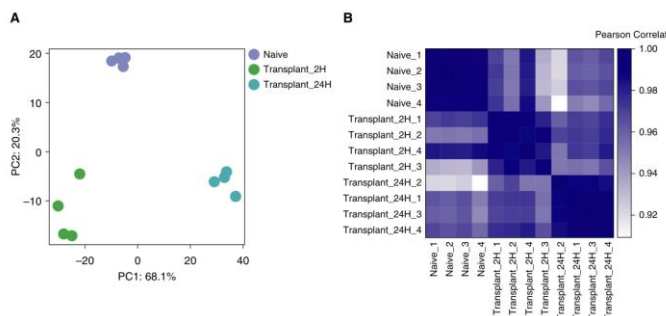 A
B
Naive
Transplant_2H
Transplant_24H
20
10
0
−10
PC2: 20.3%
−20
0
20
40
PC1: 68.1%
Pearson Correlat
Naive_1
Naive_2
Naive_3
Naive_4
Transplant_2H_1
Transplant_2H_2
Transplant_2H_4
Transplant_2H_3
Transplant_24H_2
Transplant_24H_1
Transplant_24H_3
Transplant_24H_4
1.00
0.98
0.96
0.94
0.92
Naive_1
Naive_2
Naive_3
Naive_4
Transplant_2H_1
Transplant_2H_2
Transplant_2H_4
Transplant_2H_3
Transplant_24H_2
Transplant_24H_1
Transplant_24H_3
Transplant_24H_4